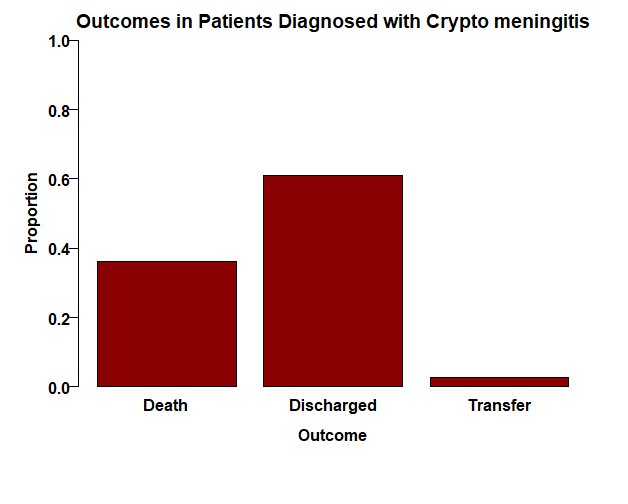 Outcomes in Patients Diagnosed with Crypto meningitis
1.0
0.8
0.6
0.4
0.2
0.0
Proportion
Death Discharged Transfer
Outcome